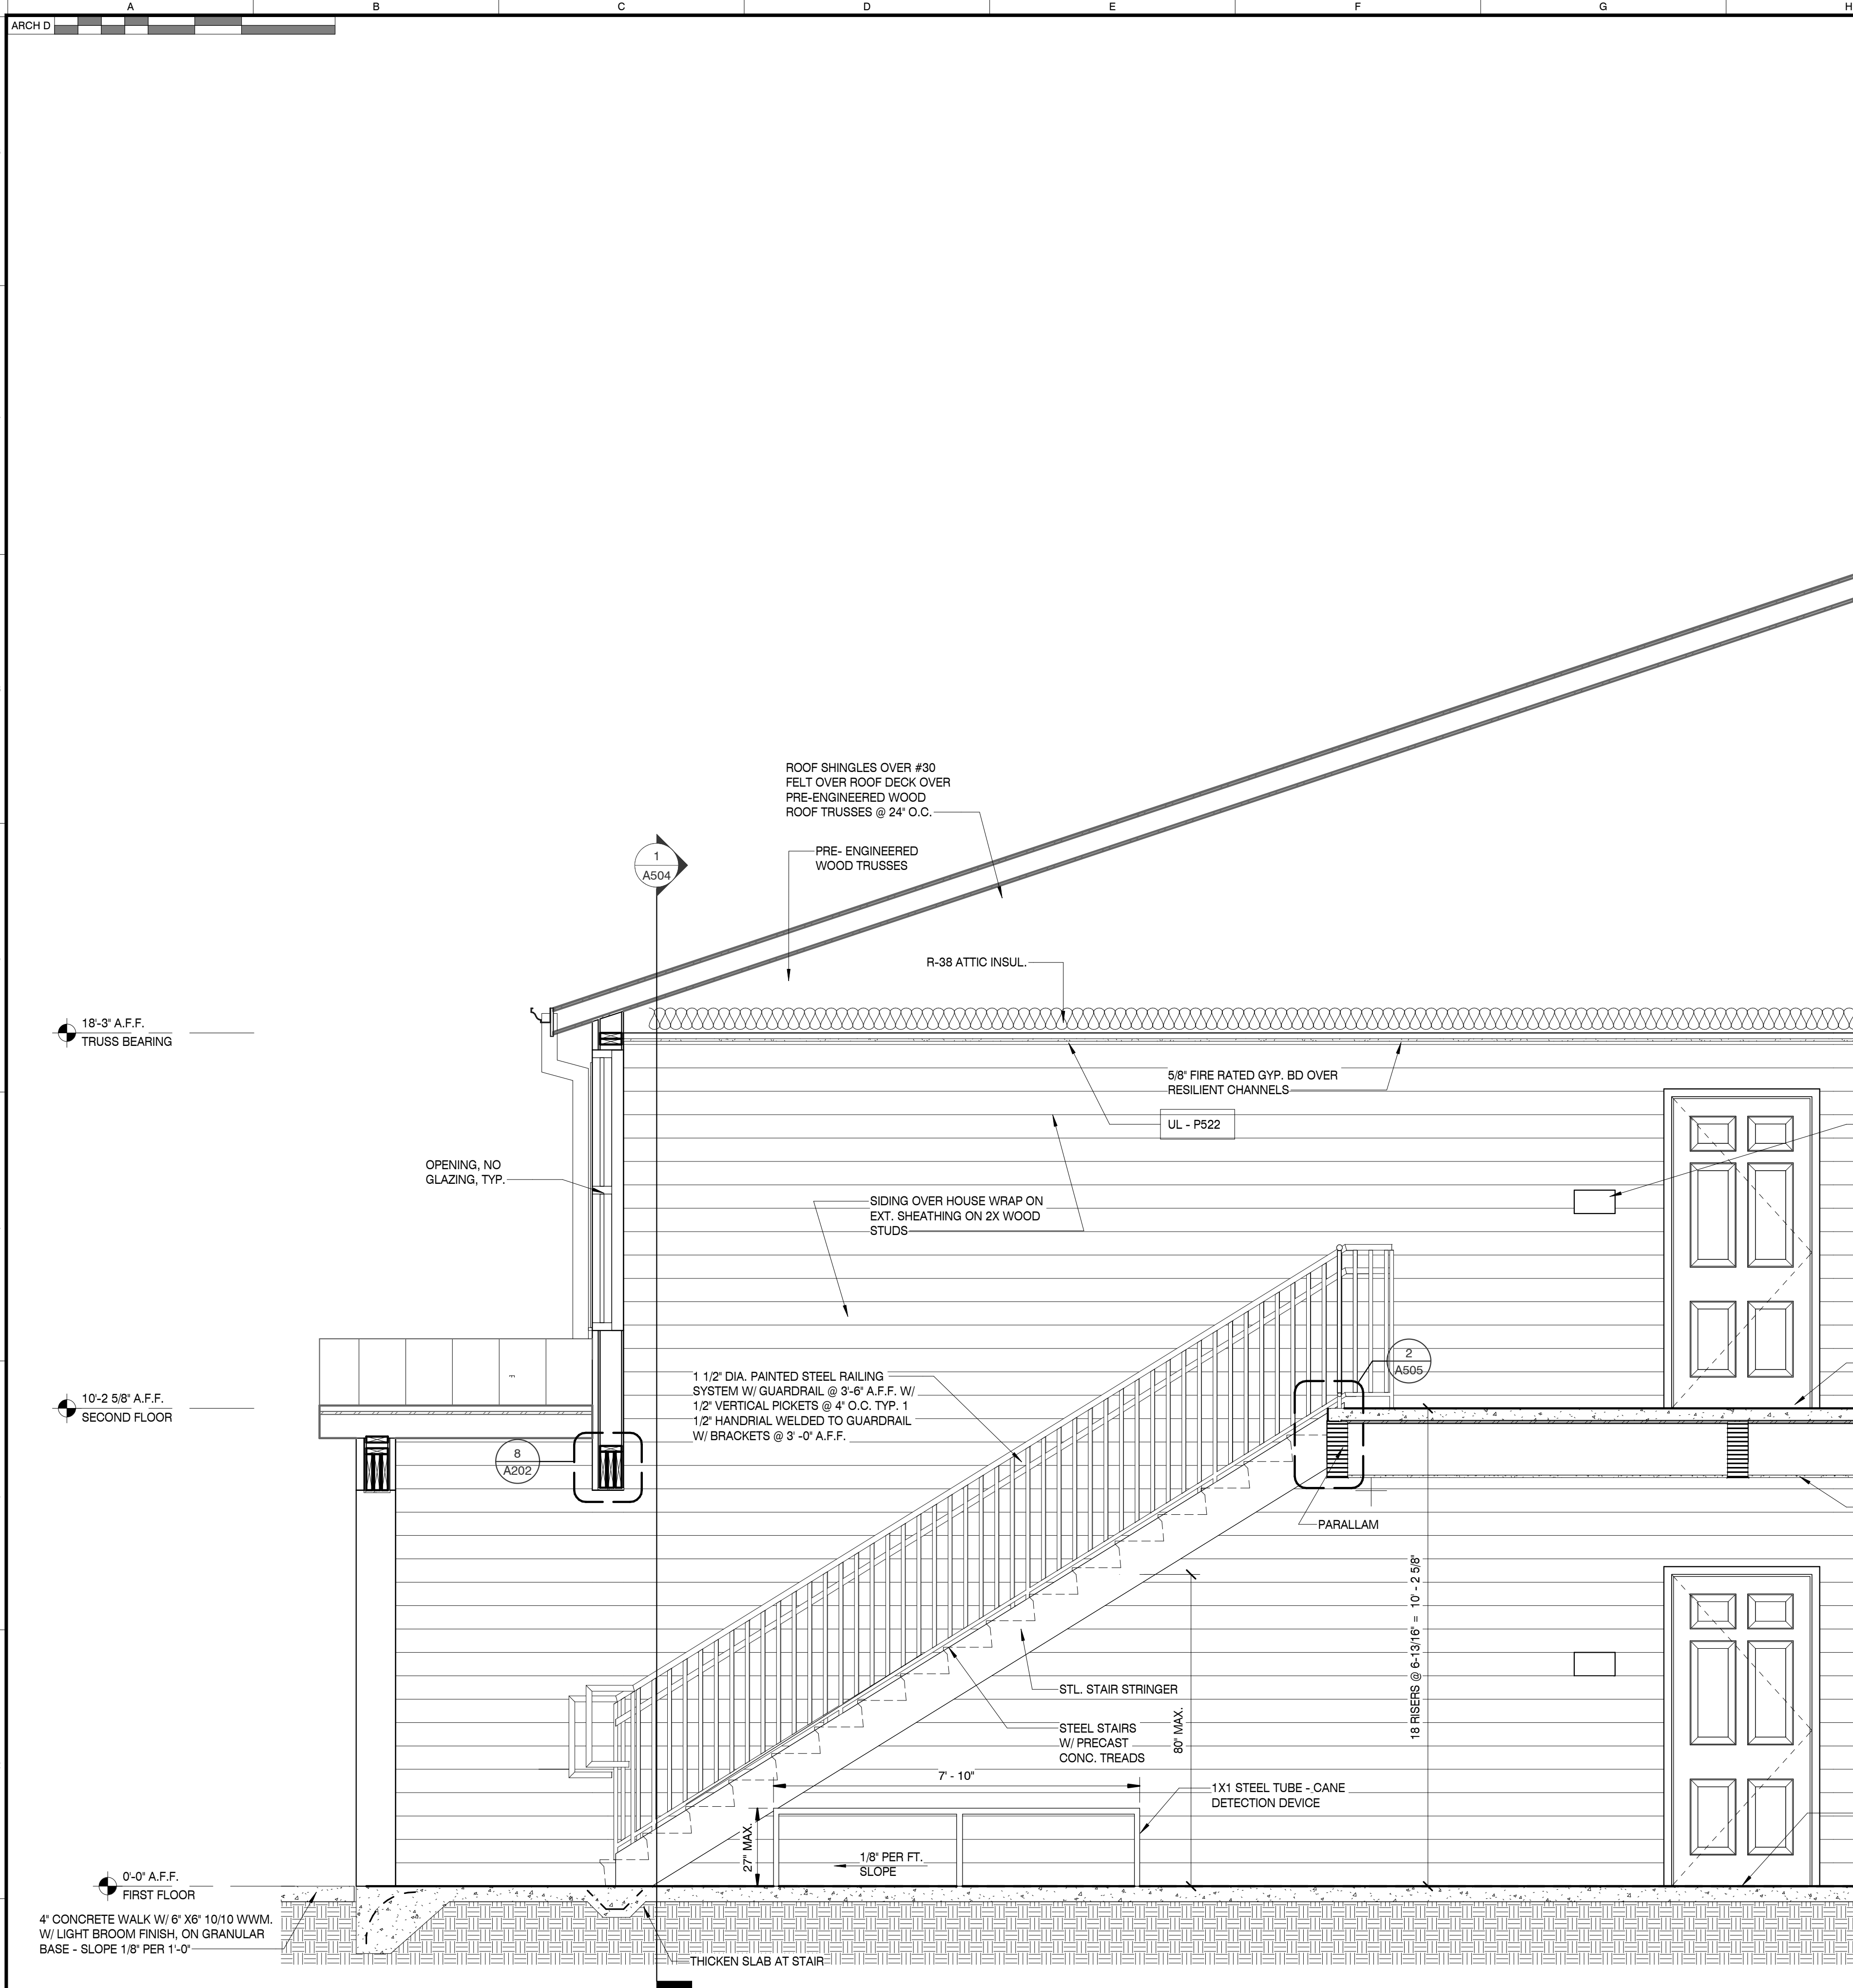 A
B
C
D
E
F
G
H
ARCH D
ROOF SHINGLES OVER #30
FELT OVER ROOF DECK OVER
PRE-ENGINEERED WOOD
ROOF TRUSSES @ 24" O.C.
1
A504
PRE- ENGINEERED
WOOD TRUSSES
R-38 ATTIC INSUL.
18'-3" A.F.F.
TRUSS BEARING
5/8" FIRE RATED GYP. BD OVER
RESILIENT CHANNELS
UL - P522
OPENING, NO
GLAZING, TYP.
SIDING OVER HOUSE WRAP ON
EXT. SHEATHING ON 2X WOOD
STUDS
2
A505
1 1/2" DIA. PAINTED STEEL RAILING
SYSTEM W/ GUARDRAIL @ 3'-6" A.F.F. W/
1/2" VERTICAL PICKETS @ 4" O.C. TYP. 1
1/2" HANDRIAL WELDED TO GUARDRAIL
W/ BRACKETS @ 3' -0" A.F.F.
10'-2 5/8" A.F.F.
SECOND FLOOR
8
A202
PARALLAM
18 RISERS @ 6-13/16" = 10' - 2 5/8"
STL. STAIR STRINGER
STEEL STAIRS
W/ PRECAST
CONC. TREADS
80" MAX.
7' - 10"
1X1 STEEL TUBE - CANE
DETECTION DEVICE
27" MAX.
1/8" PER FT.
SLOPE
0'-0" A.F.F.
FIRST FLOOR
4" CONCRETE WALK W/ 6" X6" 10/10 WWM.
W/ LIGHT BROOM FINISH, ON GRANULAR
BASE - SLOPE 1/8" PER 1'-0"
THICKEN SLAB AT STAIR